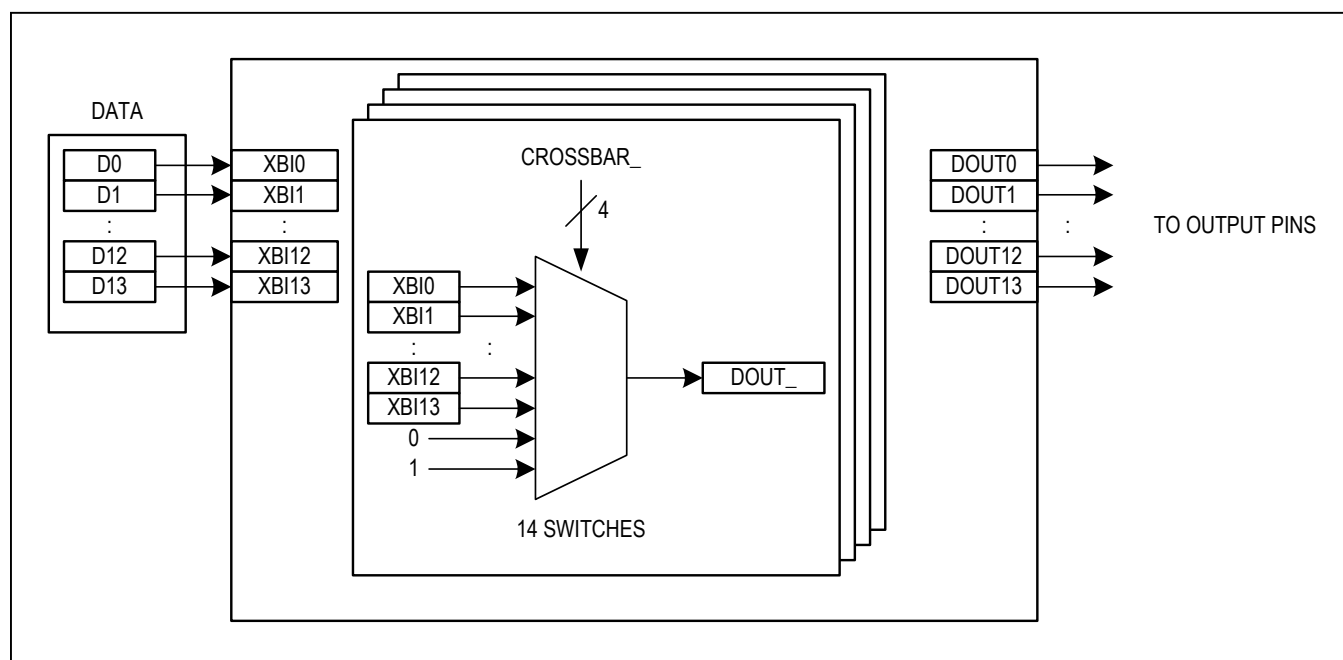 DATA
D0
D1
:
D12
D13
XBI0
XBI1
:
XBI12
XBI13
CROSSBAR_
4
XBI0
XBI1
: :
XBI12
XBI13
0
1
DOUT_
14 SWITCHES
DOUT0
DOUT1
: :
DOUT12
DOUT13
TO OUTPUT PINS